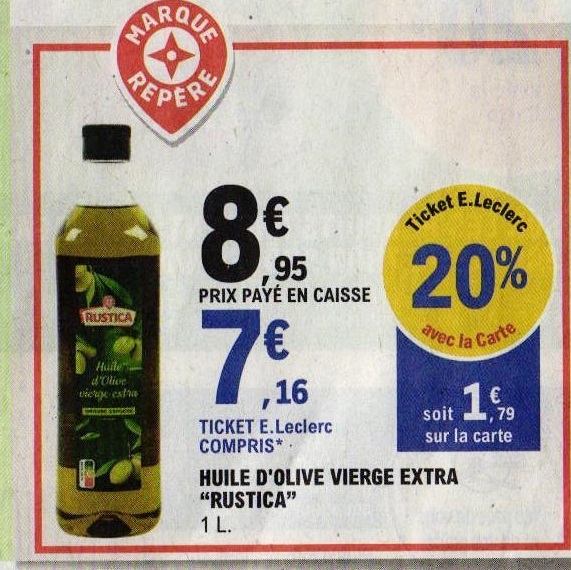 MARQUE
REPÈRE
RUSTICA
Huile
d'Olive
vierge extra
8€,95
PRIX PAYÉ EN CAISSE
7€,16
TICKET E.Leclerc
COMPRIS*
Ticket E.Leclerc
20%
avec la Carte
soit 1€,79
sur la carte
HUILE D'OLIVE VIERGE EXTRA
“RUSTICA”
1 L.